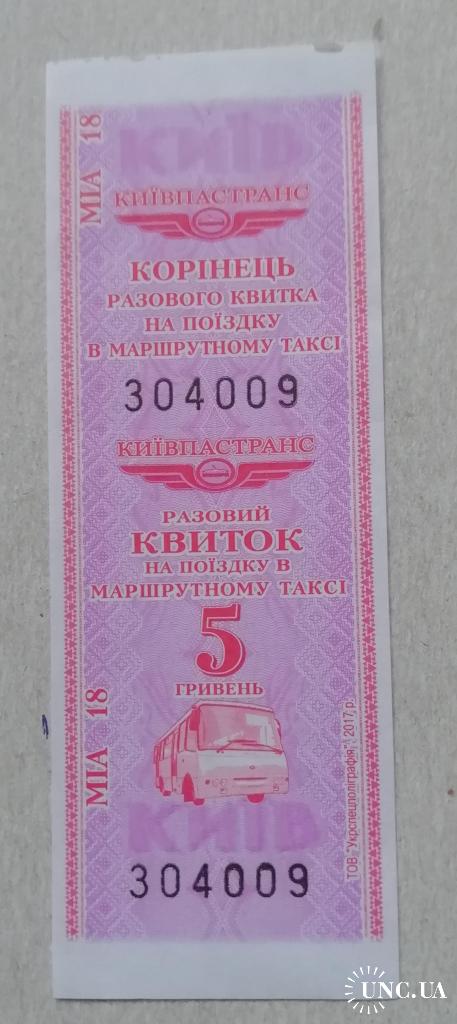 КИЇВ
МІА 18
КИЇВПАСТРАНС
КОРІНЕЦЬ
РАЗОВОГО КВИТКА
НА ПОЇЗДКУ
В МАРШРУТНОМУ ТАКСІ
304009
КИЇВПАСТРАНС
РАЗОВИЙ
КВИТОК
НА ПОЇЗДКУ В
МАРШРУТНОМУ ТАКСІ
5
ГРИВЕНЬ
МІА 18
ТОВ "Укрспецполіграфія", 2017 р.
КИЇВ
304009
UNC.UA